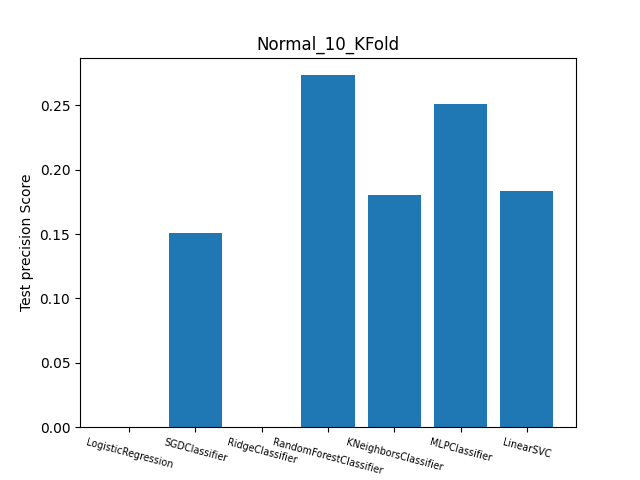 Normal_10_KFold
Test precision Score
0.25
0.20
0.15
0.10
0.05
0.00
LogisticRegression
SGDClassifier
RidgeClassifier
RandomForestClassifier
KNeighborsClassifier
MLPClassifier
LinearSVC